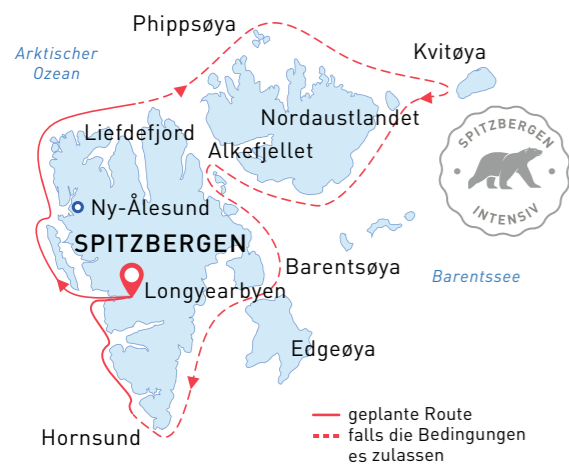 Phippsøya
Arktischer
Ozean
Kvitøya
Nordaustlandet
Liefdefjord
Alkefjellet
SPITZBERGEN
INTENSIV
Ny-Ålesund
SPITZBERGEN
Barentsøya
Barentssee
Longyearbyen
Edgeøya
geplante Route
falls die Bedingungen
es zulassen
Hornsund